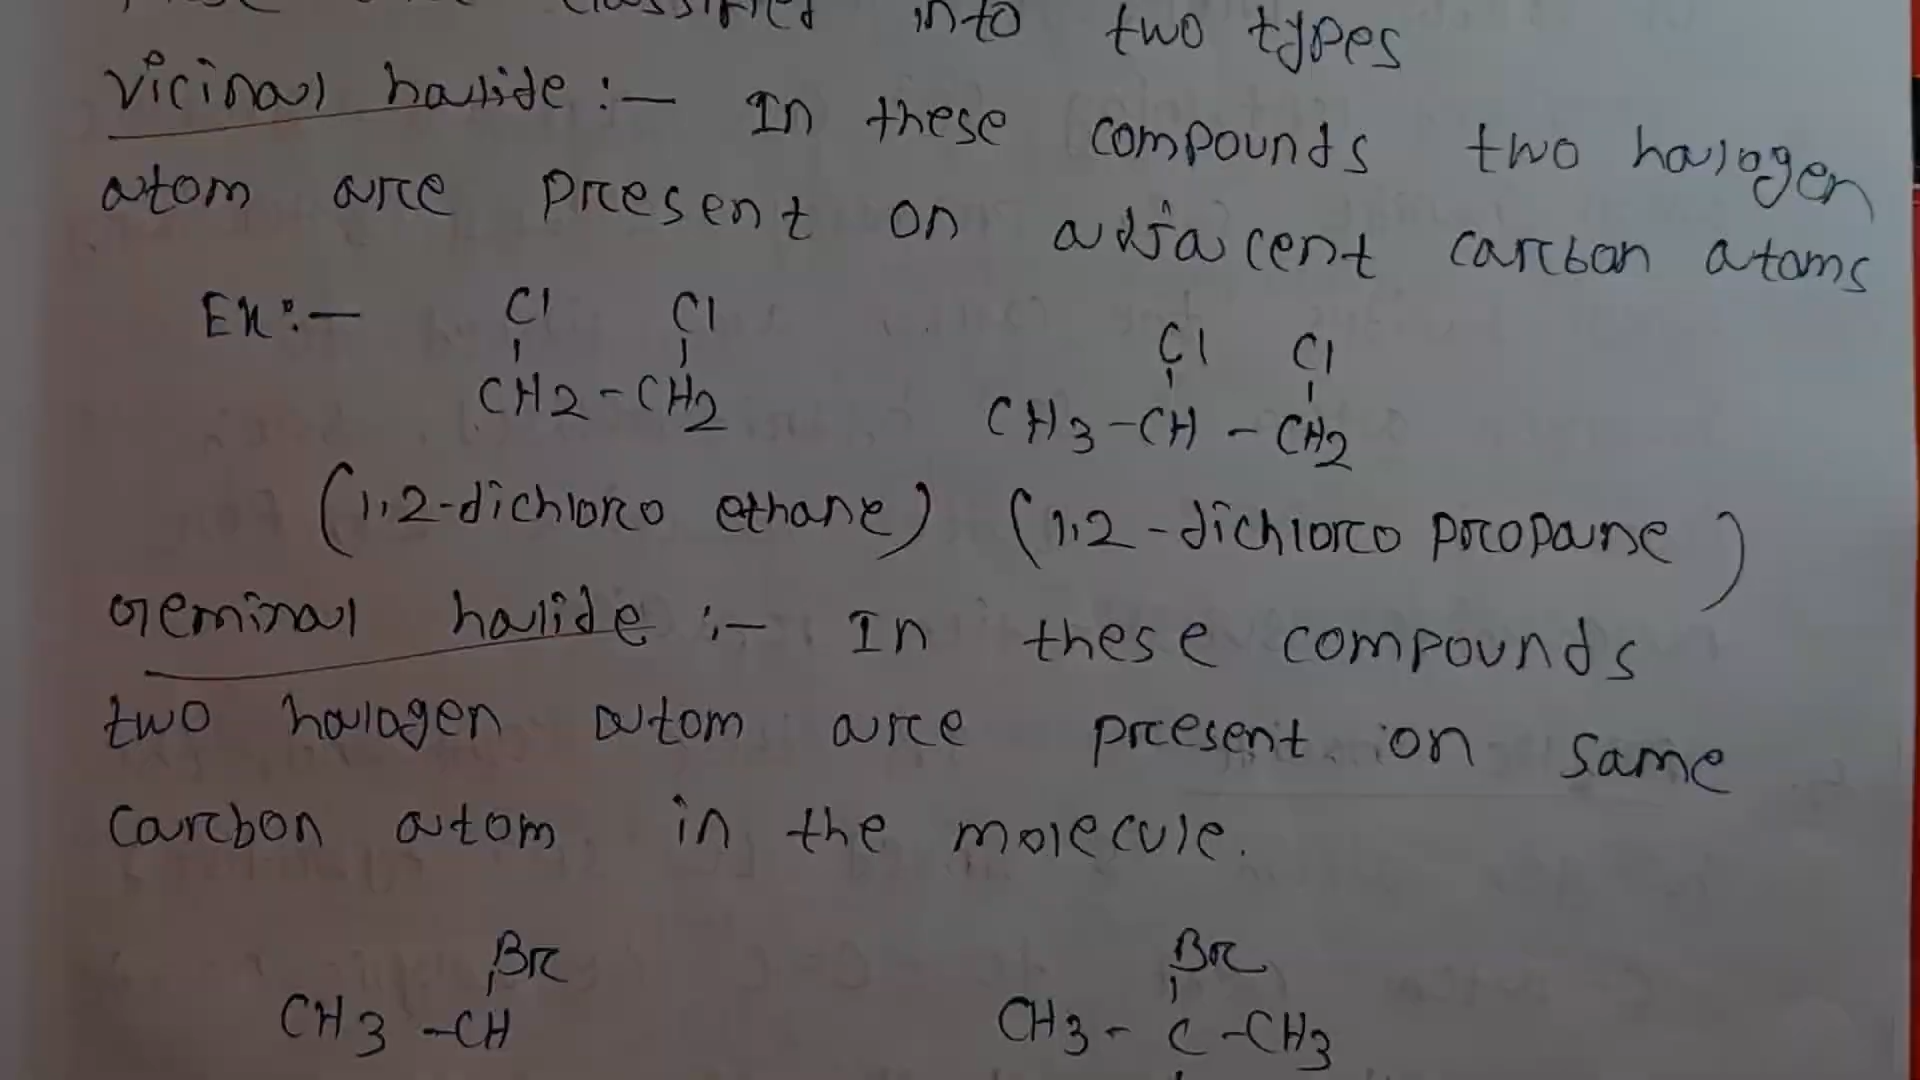 classified into two types
Vicinal halide :- In these compounds two halogen
atom are present on adjacent carbon atoms
Ex :- Cl Cl Cl Cl
CH2-CH2 CH3-CH-CH2
(1,2-dichloro ethane) (1,2-dichloro propane)
Geminal halide :- In these compounds
two halogen atom are present on same
carbon atom in the molecule.
Br Br
CH3-CH CH3-C-CH3